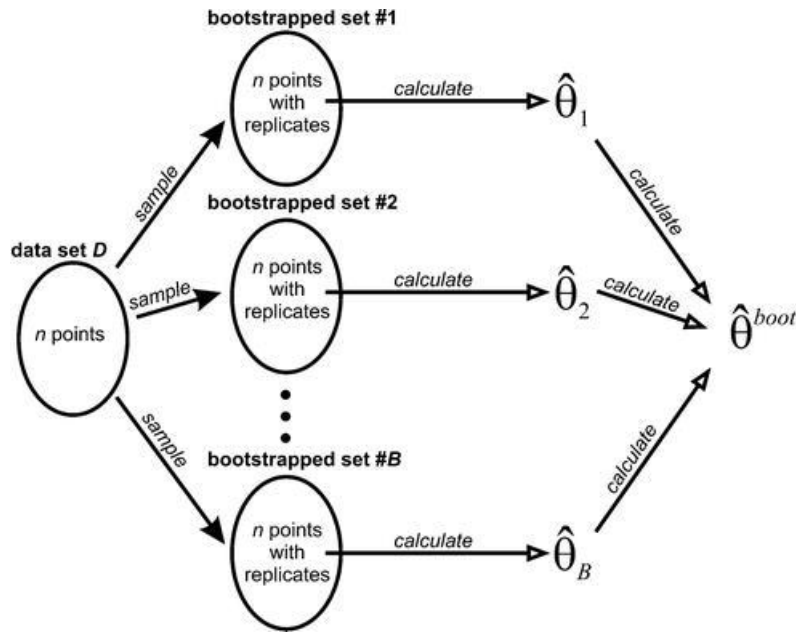 bootstrapped set #1
n points
with
replicates
calculate
θ̂₁
sample
calculate
bootstrapped set #2
data set D
n points
sample
n points
with
replicates
calculate
θ̂₂
calculate
θ̂ᵇᵒᵒᵗ
sample
bootstrapped set #B
n points
with
replicates
calculate
θ̂_B
calculate